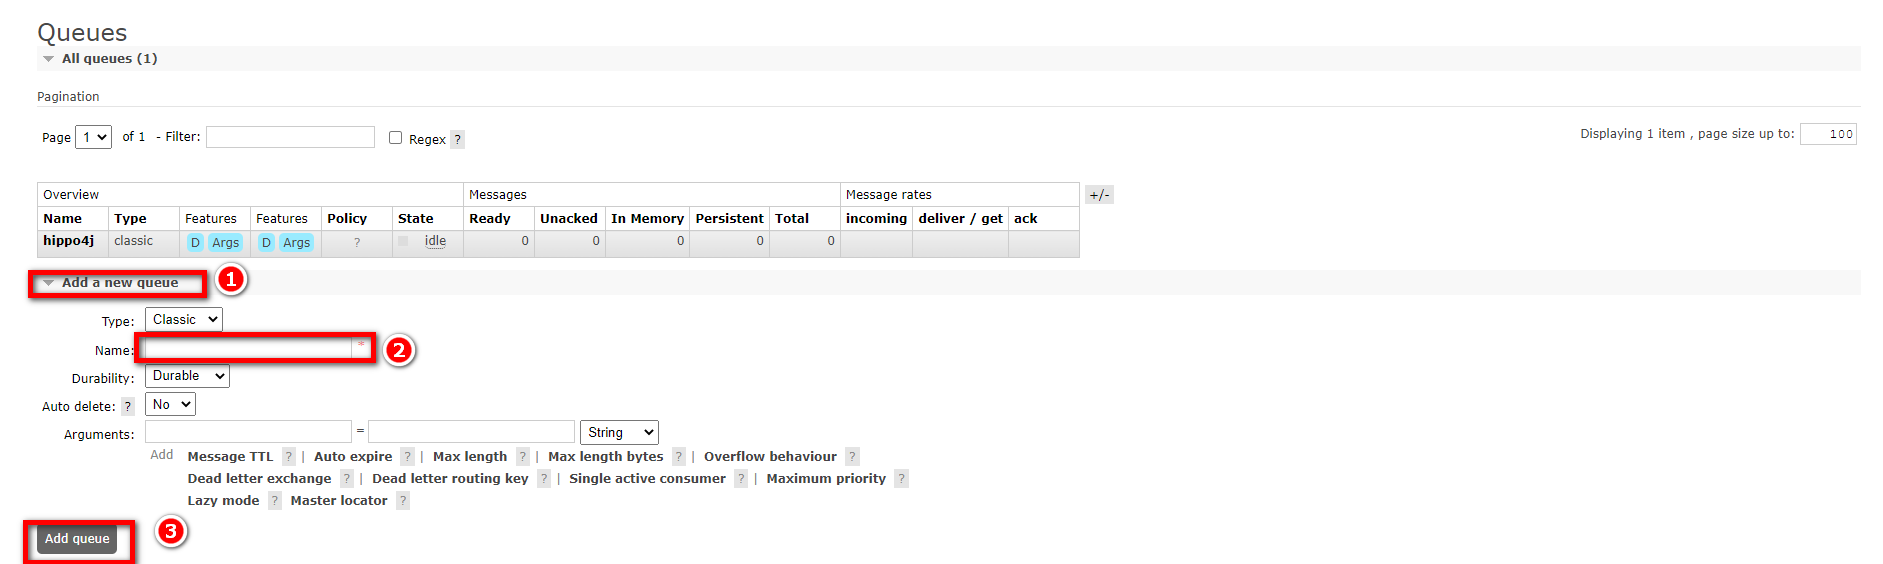 Queues
All queues (1)
Pagination
Page 1 of 1 - Filter: Regex ? Displaying 1 item , page size up to: 100
Overview Messages Message rates +/-
Name Type Features Features Policy State Ready Unacked In Memory Persistent Total incoming deliver / get ack
hippo4j classic D Args D Args ? idle 0 0 0 0 0
Add a new queue 1
Type: Classic
Name: * 2
Durability: Durable
Auto delete: ? No
Arguments: = String
Add Message TTL ? | Auto expire ? | Max length ? | Max length bytes ? | Overflow behaviour ?
Dead letter exchange ? | Dead letter routing key ? | Single active consumer ? | Maximum priority ?
Lazy mode ? Master locator ?
Add queue 3